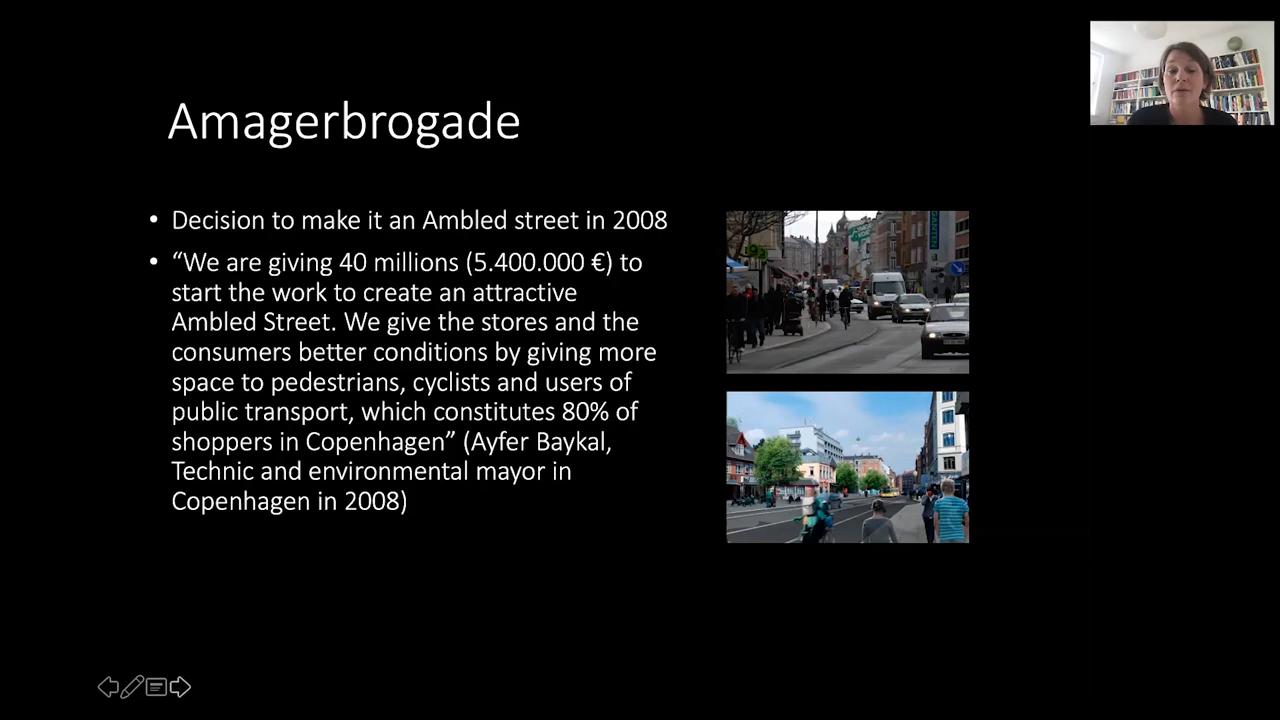 Amagerbrogade
• Decision to make it an Ambled street in 2008
• “We are giving 40 millions (5.400.000 €) to
start the work to create an attractive
Ambled Street. We give the stores and the
consumers better conditions by giving more
space to pedestrians, cyclists and users of
public transport, which constitutes 80% of
shoppers in Copenhagen” (Ayfer Baykal,
Technic and environmental mayor in
Copenhagen in 2008)